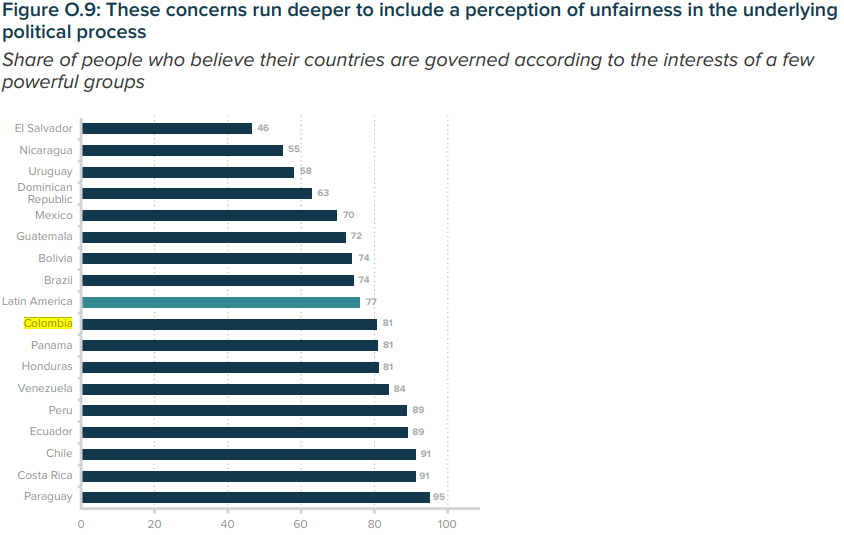 Figure O.9: These concerns run deeper to include a perception of unfairness in the underlying
political process
Share of people who believe their countries are governed according to the interests of a few
powerful groups
El Salvador 46
Nicaragua 55
Uruguay 58
Dominican
Republic 63
Mexico 70
Guatemala 72
Bolivia 74
Brazil 74
Latin America 77
Colombia 81
Panama 81
Honduras 81
Venezuela 84
Peru 89
Ecuador 89
Chile 91
Costa Rica 91
Paraguay 95
0 20 40 60 80 100